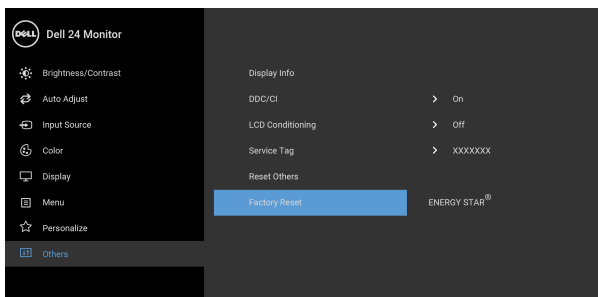 DELL Dell 24 Monitor
Brightness/Contrast Display Info
Auto Adjust DDC/CI On
Input Source LCD Conditioning Off
Color Service Tag XXXXXXX
Display Reset Others
Menu Factory Reset ENERGY STAR®
Personalize
Others